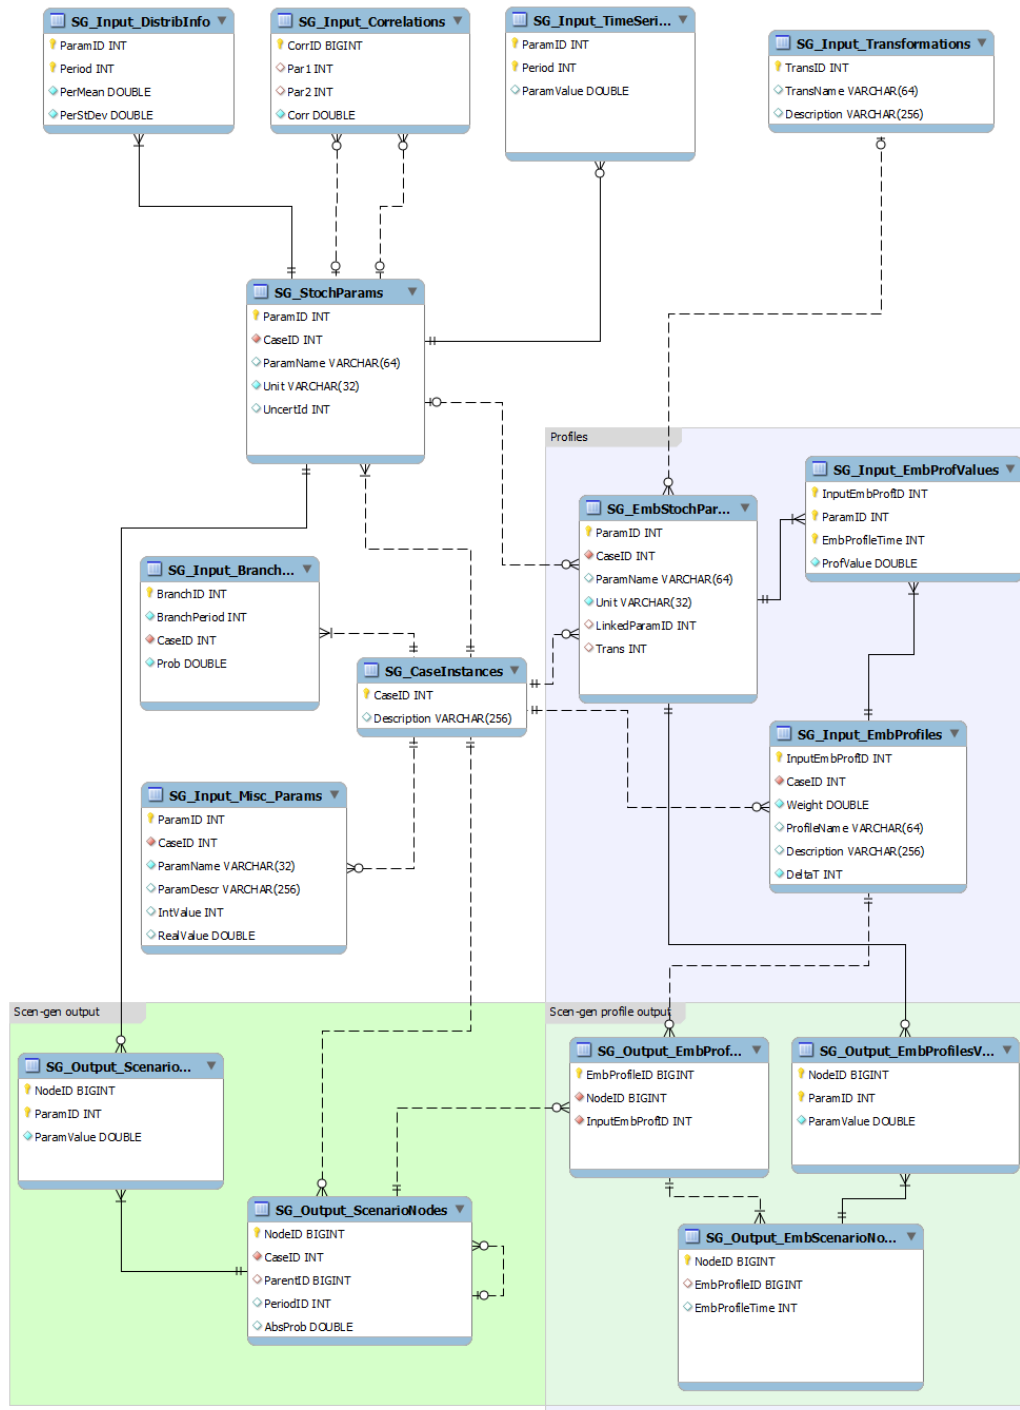 SG_Input_DistribInfo
ParamID INT
Period INT
PerMean DOUBLE
PerStDev DOUBLE
SG_Input_Correlations
CorrID BIGINT
Par1 INT
Par2 INT
Corr DOUBLE
SG_Input_TimeSeri...
ParamID INT
Period INT
ParamValue DOUBLE
SG_Input_Transformations
TransID INT
TransName VARCHAR(64)
Description VARCHAR(256)
SG_StochParams
ParamID INT
CaseID INT
ParamName VARCHAR(64)
Unit VARCHAR(32)
UncertId INT
Profiles
SG_Input_EmbProfValues
InputEmbProfID INT
ParamID INT
EmbProfileTime INT
ProfValue DOUBLE
SG_EmbStochPar...
ParamID INT
CaseID INT
ParamName VARCHAR(64)
Unit VARCHAR(32)
LinkedParamID INT
Trans INT
SG_Input_Branch...
BranchID INT
BranchPeriod INT
CaseID INT
Prob DOUBLE
SG_CaseInstances
CaseID INT
Description VARCHAR(256)
SG_Input_EmbProfiles
InputEmbProfID INT
CaseID INT
Weight DOUBLE
ProfileName VARCHAR(64)
Description VARCHAR(256)
DeltaT INT
SG_Input_Misc_Params
ParamID INT
CaseID INT
ParamName VARCHAR(32)
ParamDescr VARCHAR(256)
IntValue INT
RealValue DOUBLE
Scen-gen output
Scen-gen profile output
SG_Output_Scenario...
NodeID BIGINT
ParamID INT
ParamValue DOUBLE
SG_Output_EmbProf...
EmbProfileID BIGINT
NodeID BIGINT
InputEmbProfID INT
SG_Output_EmbProfilesV...
NodeID BIGINT
ParamID INT
ParamValue DOUBLE
SG_Output_ScenarioNodes
NodeID BIGINT
CaseID INT
ParentID BIGINT
PeriodID INT
AbsProb DOUBLE
SG_Output_EmbScenarioNo...
NodeID BIGINT
EmbProfileID BIGINT
EmbProfileTime INT